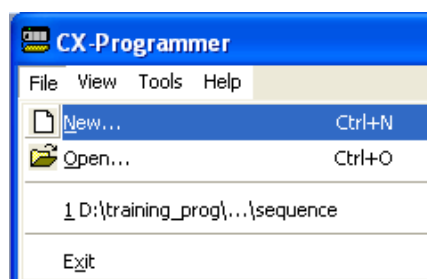 CX-Programmer
File View Tools Help
New... Ctrl+N
Open... Ctrl+O
1 D:\training_prog\...\sequence
Exit